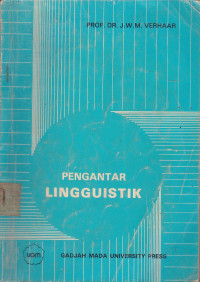 PROF. DR. J.W.M. VERHAAR
PENGANTAR
LINGGUISTIK
GADJAH MADA UNIVERSITY PRESS